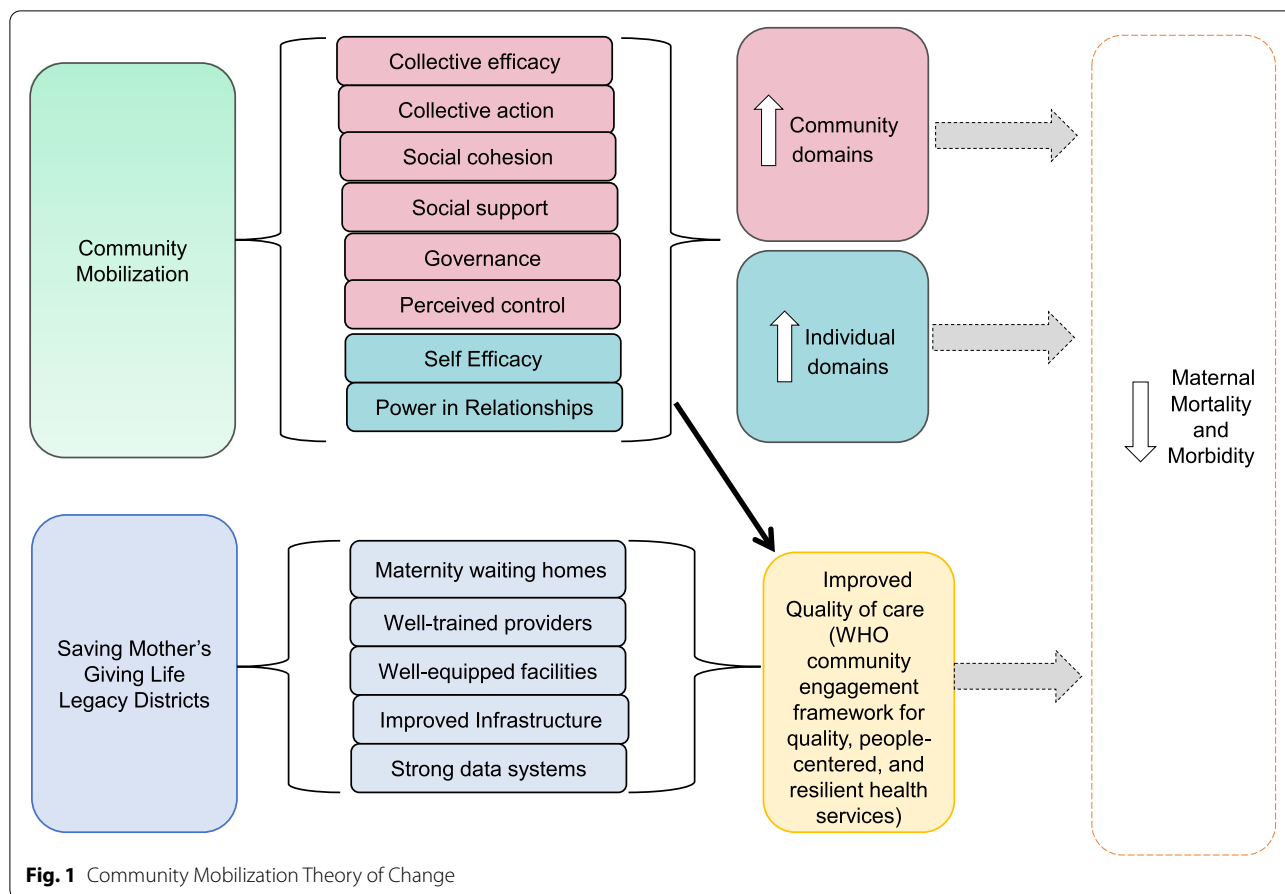 Community
Mobilization
Collective efficacy
Collective action
Social cohesion
Social support
Governance
Perceived control
Self Efficacy
Power in Relationships
Community
domains
Individual
domains
Maternal
Mortality
and
Morbidity
Saving Mother’s
Giving Life
Legacy Districts
Maternity waiting homes
Well-trained providers
Well-equipped facilities
Improved Infrastructure
Strong data systems
Improved
Quality of care
(WHO
community
engagement
framework for
quality, people-
centered, and
resilient health
services)
Fig. 1 Community Mobilization Theory of Change